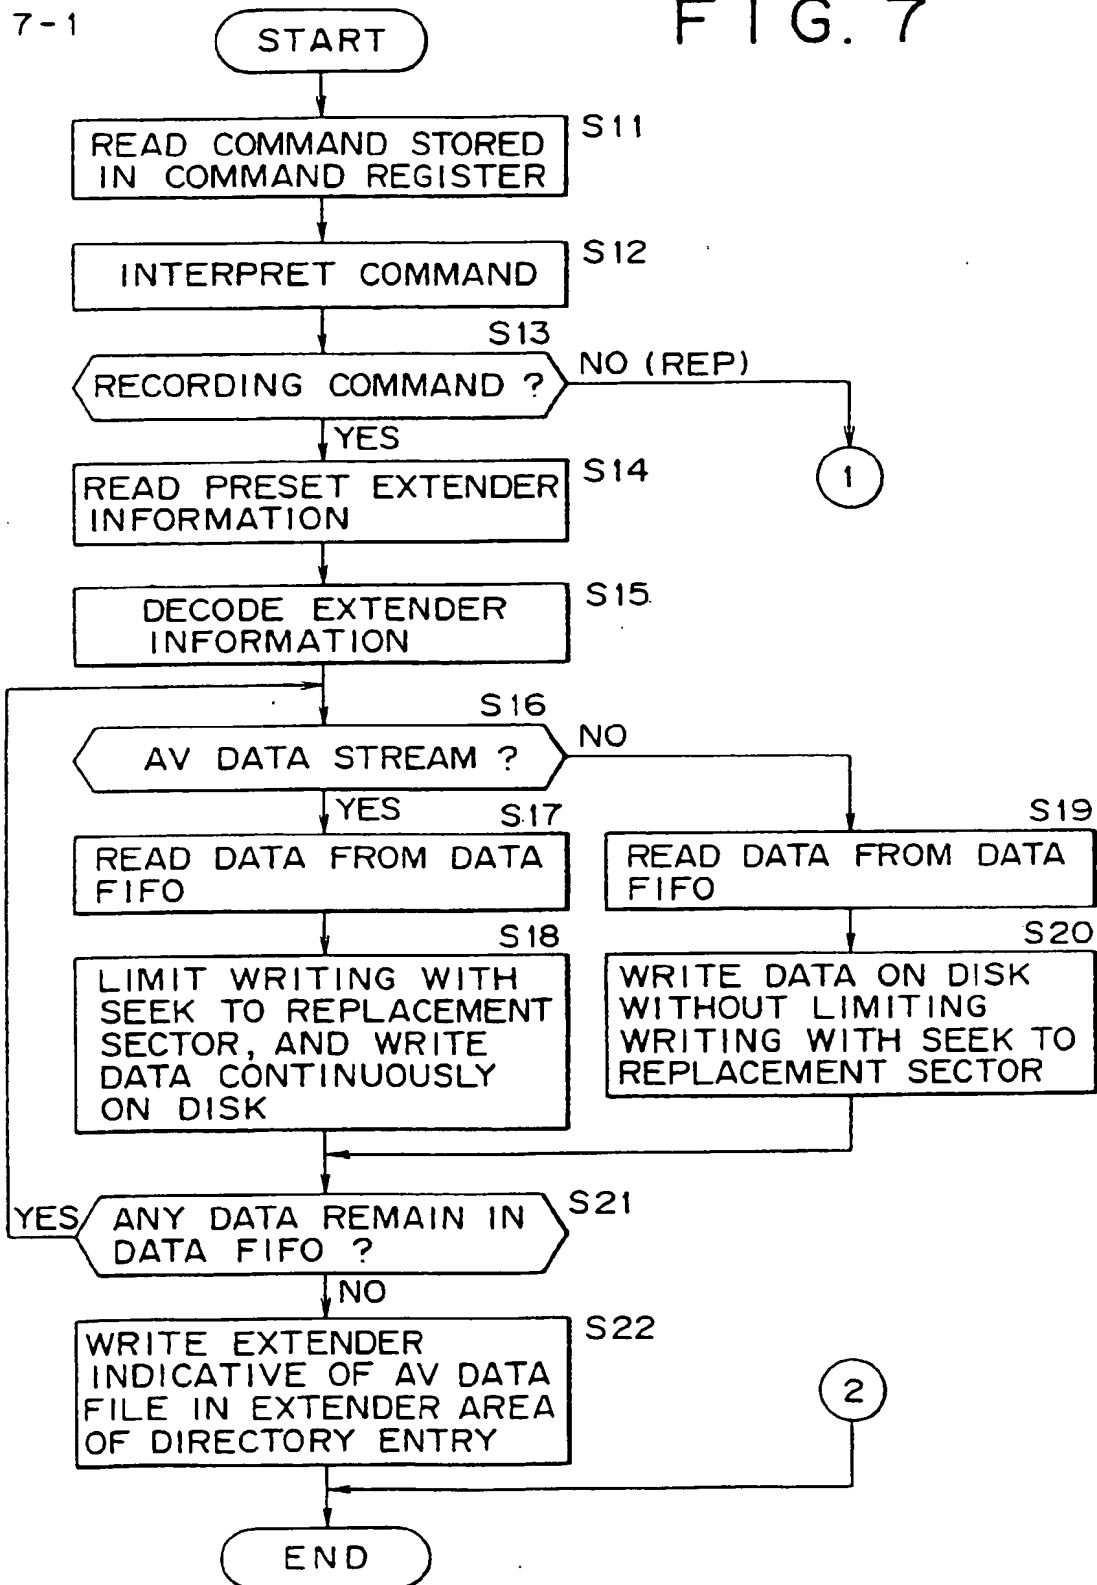 7-1
FIG. 7
START
S11
READ COMMAND STORED
IN COMMAND REGISTER
S12
INTERPRET COMMAND
S13
RECORDING COMMAND ?
NO (REP)
YES
1
S14
READ PRESET EXTENDER
INFORMATION
S15
DECODE EXTENDER
INFORMATION
S16
AV DATA STREAM ?
NO
YES
S17
READ DATA FROM DATA
FIFO
S19
READ DATA FROM DATA
FIFO
S18
LIMIT WRITING WITH
SEEK TO REPLACEMENT
SECTOR, AND WRITE
DATA CONTINUOUSLY
ON DISK
S20
WRITE DATA ON DISK
WITHOUT LIMITING
WRITING WITH SEEK TO
REPLACEMENT SECTOR
S21
YES
ANY DATA REMAIN IN
DATA FIFO ?
NO
S22
WRITE EXTENDER
INDICATIVE OF AV DATA
FILE IN EXTENDER AREA
OF DIRECTORY ENTRY
2
END